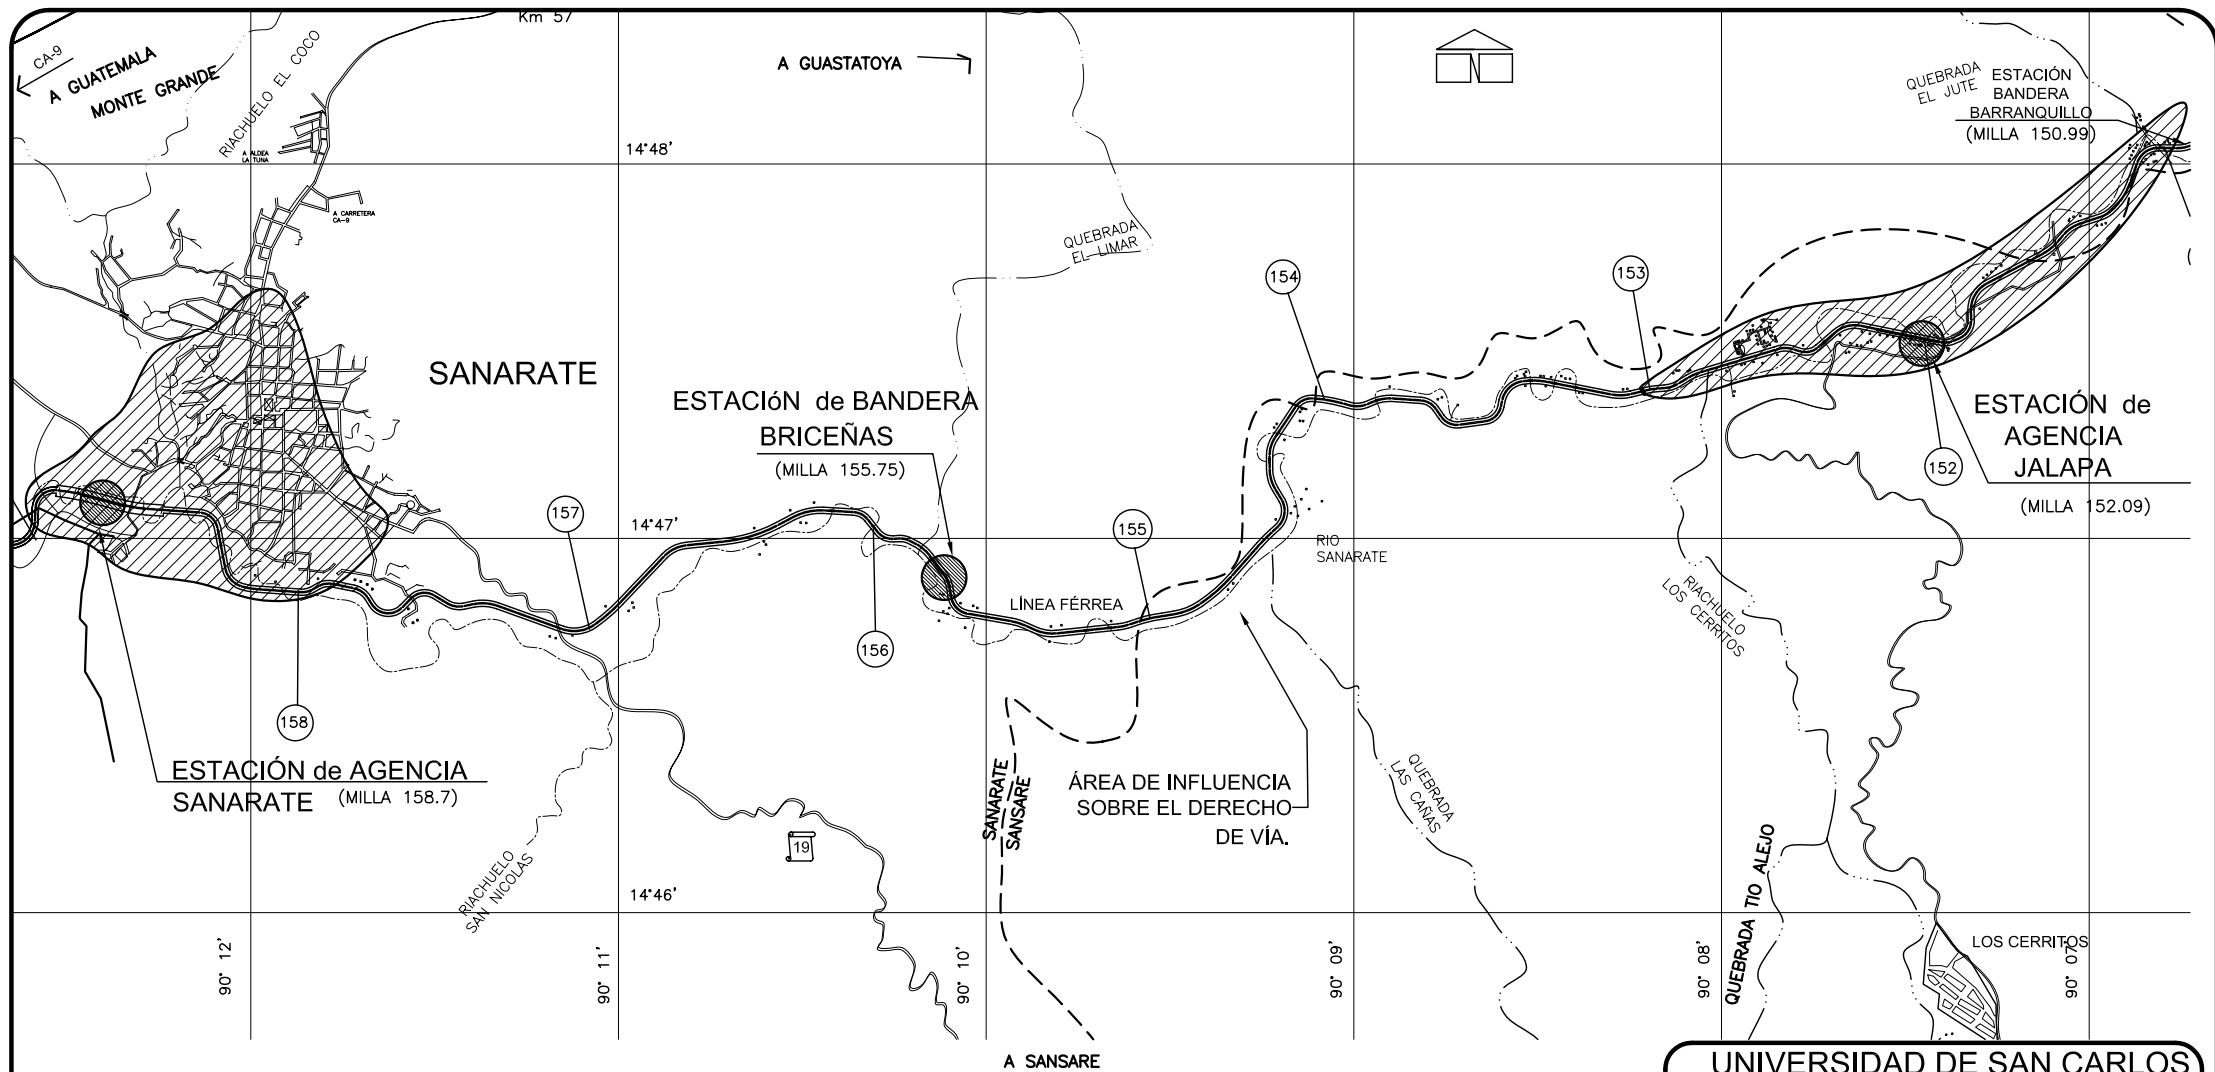 Km 57
CA-9
A GUATEMALA
MONTE GRANDE
RIACHUELO EL COCO
A ALDEA
LA TUNA
A CARRETERA
CA-9
A GUASTATOYA
QUEBRADA
EL JUTE
ESTACIÓN
BANDERA
BARRANQUILLO
(MILLA 150.99)
14°48'
QUEBRADA
EL LIMAR
154
153
SANARATE
ESTACIóN de BANDERA
BRICEÑAS
(MILLA 155.75)
ESTACIÓN de
AGENCIA
JALAPA
(MILLA 152.09)
152
157
14°47'
155
RIO
SANARATE
LÍNEA FÉRREA
156
RIACHUELO
LOS CERRITOS
158
ESTACIÓN de AGENCIA
SANARATE (MILLA 158.7)
SANARATE
SANSARE
ÁREA DE INFLUENCIA
SOBRE EL DERECHO
DE VÍA.
QUEBRADA
LAS CAÑAS
19
RIACHUELO
SAN NICOLAS
QUEBRADA TIO ALEJO
14°46'
LOS CERRITOS
90° 12'
90° 11'
90° 10'
90° 09'
90° 08'
90° 07'
A SANSARE
UNIVERSIDAD DE SAN CARLOS